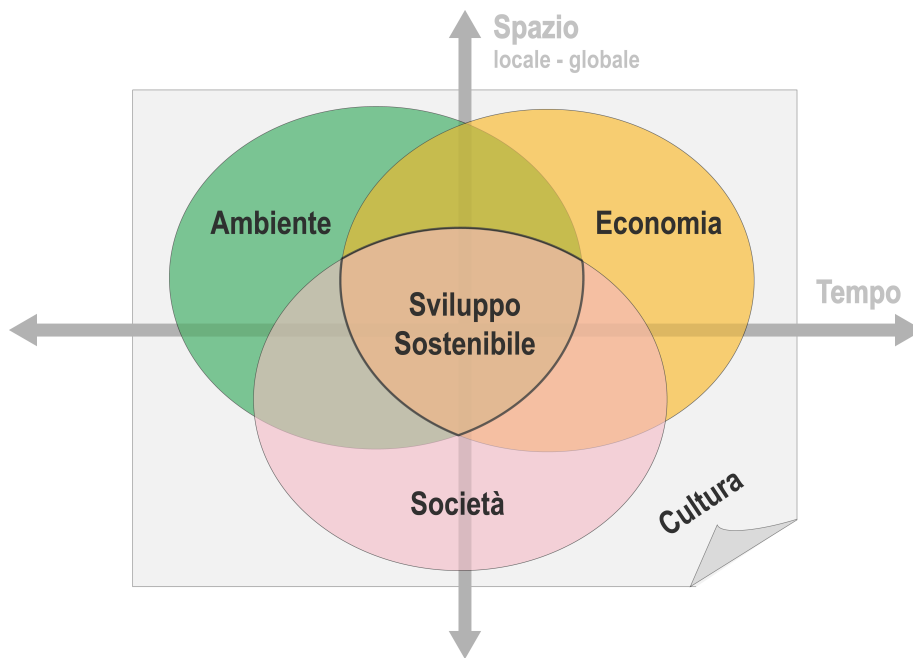 Spazio
locale - globale
Ambiente
Economia
Tempo
Sviluppo
Sostenibile
Società
Cultura